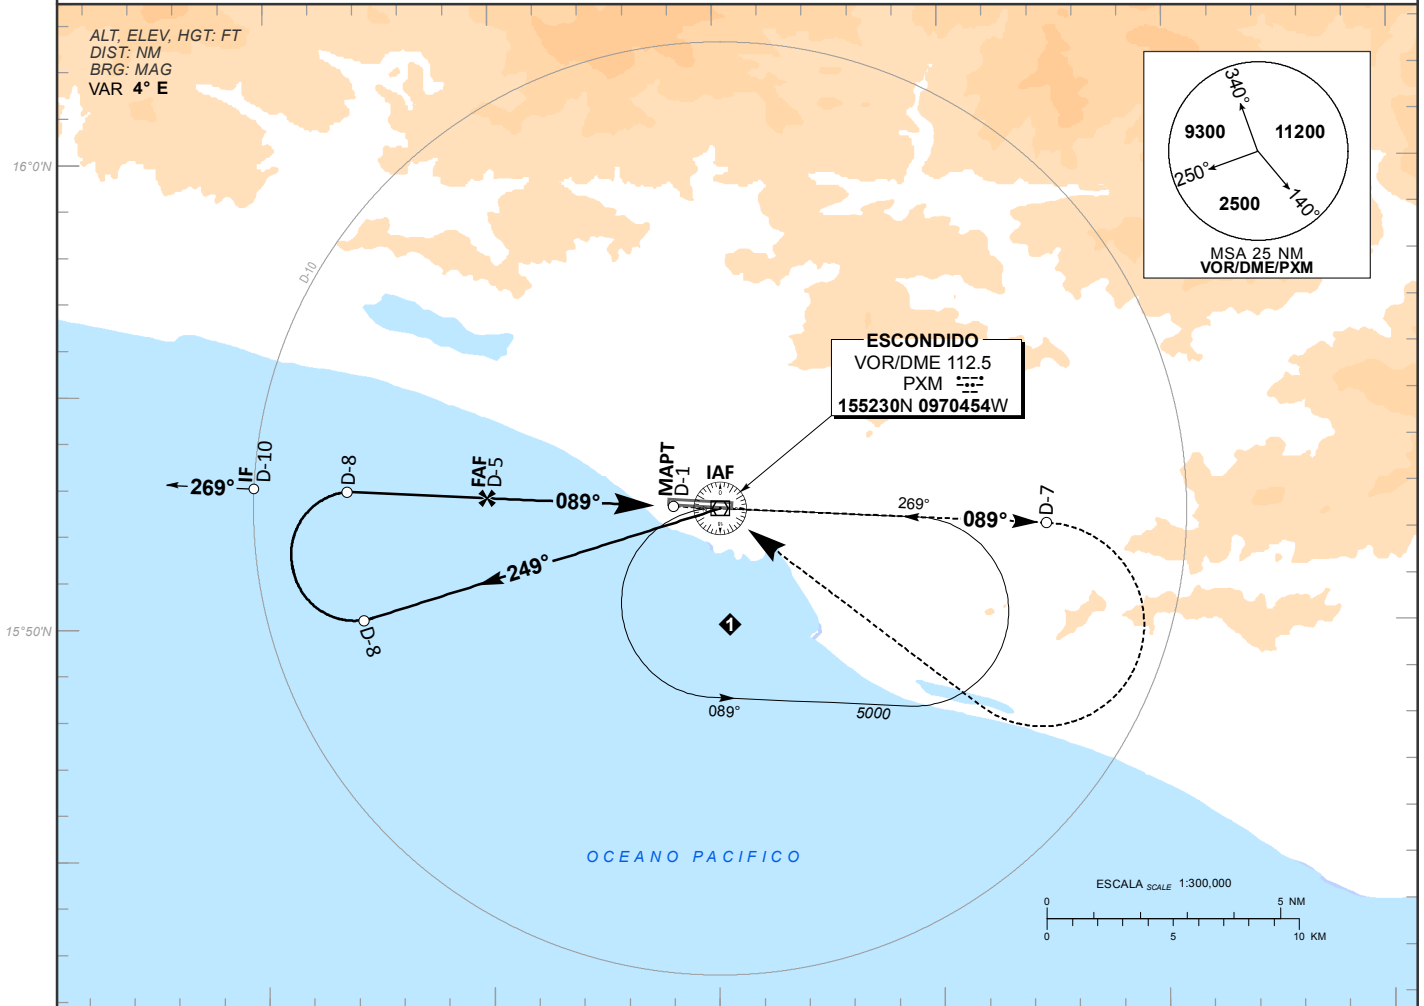 ALT, ELEV, HGT: FT
DIST: NM
BRG: MAG
VAR 4° E
16°0'N
15°50'N
D-10
340°
9300
11200
250°
140°
2500
MSA 25 NM
VOR/DME/PXM
ESCONDIDO
VOR/DME 112.5
PXM
155230N 0970454W
269°
IF
D-10
D-8
FAF
D-5
089°
MAPT
D-1
IAF
0
18
269°
089°
D-7
249°
D-8
1
089°
5000
OCEANO PACIFICO
ESCALA SCALE 1:300,000
0 5 NM
0 5 10 KM